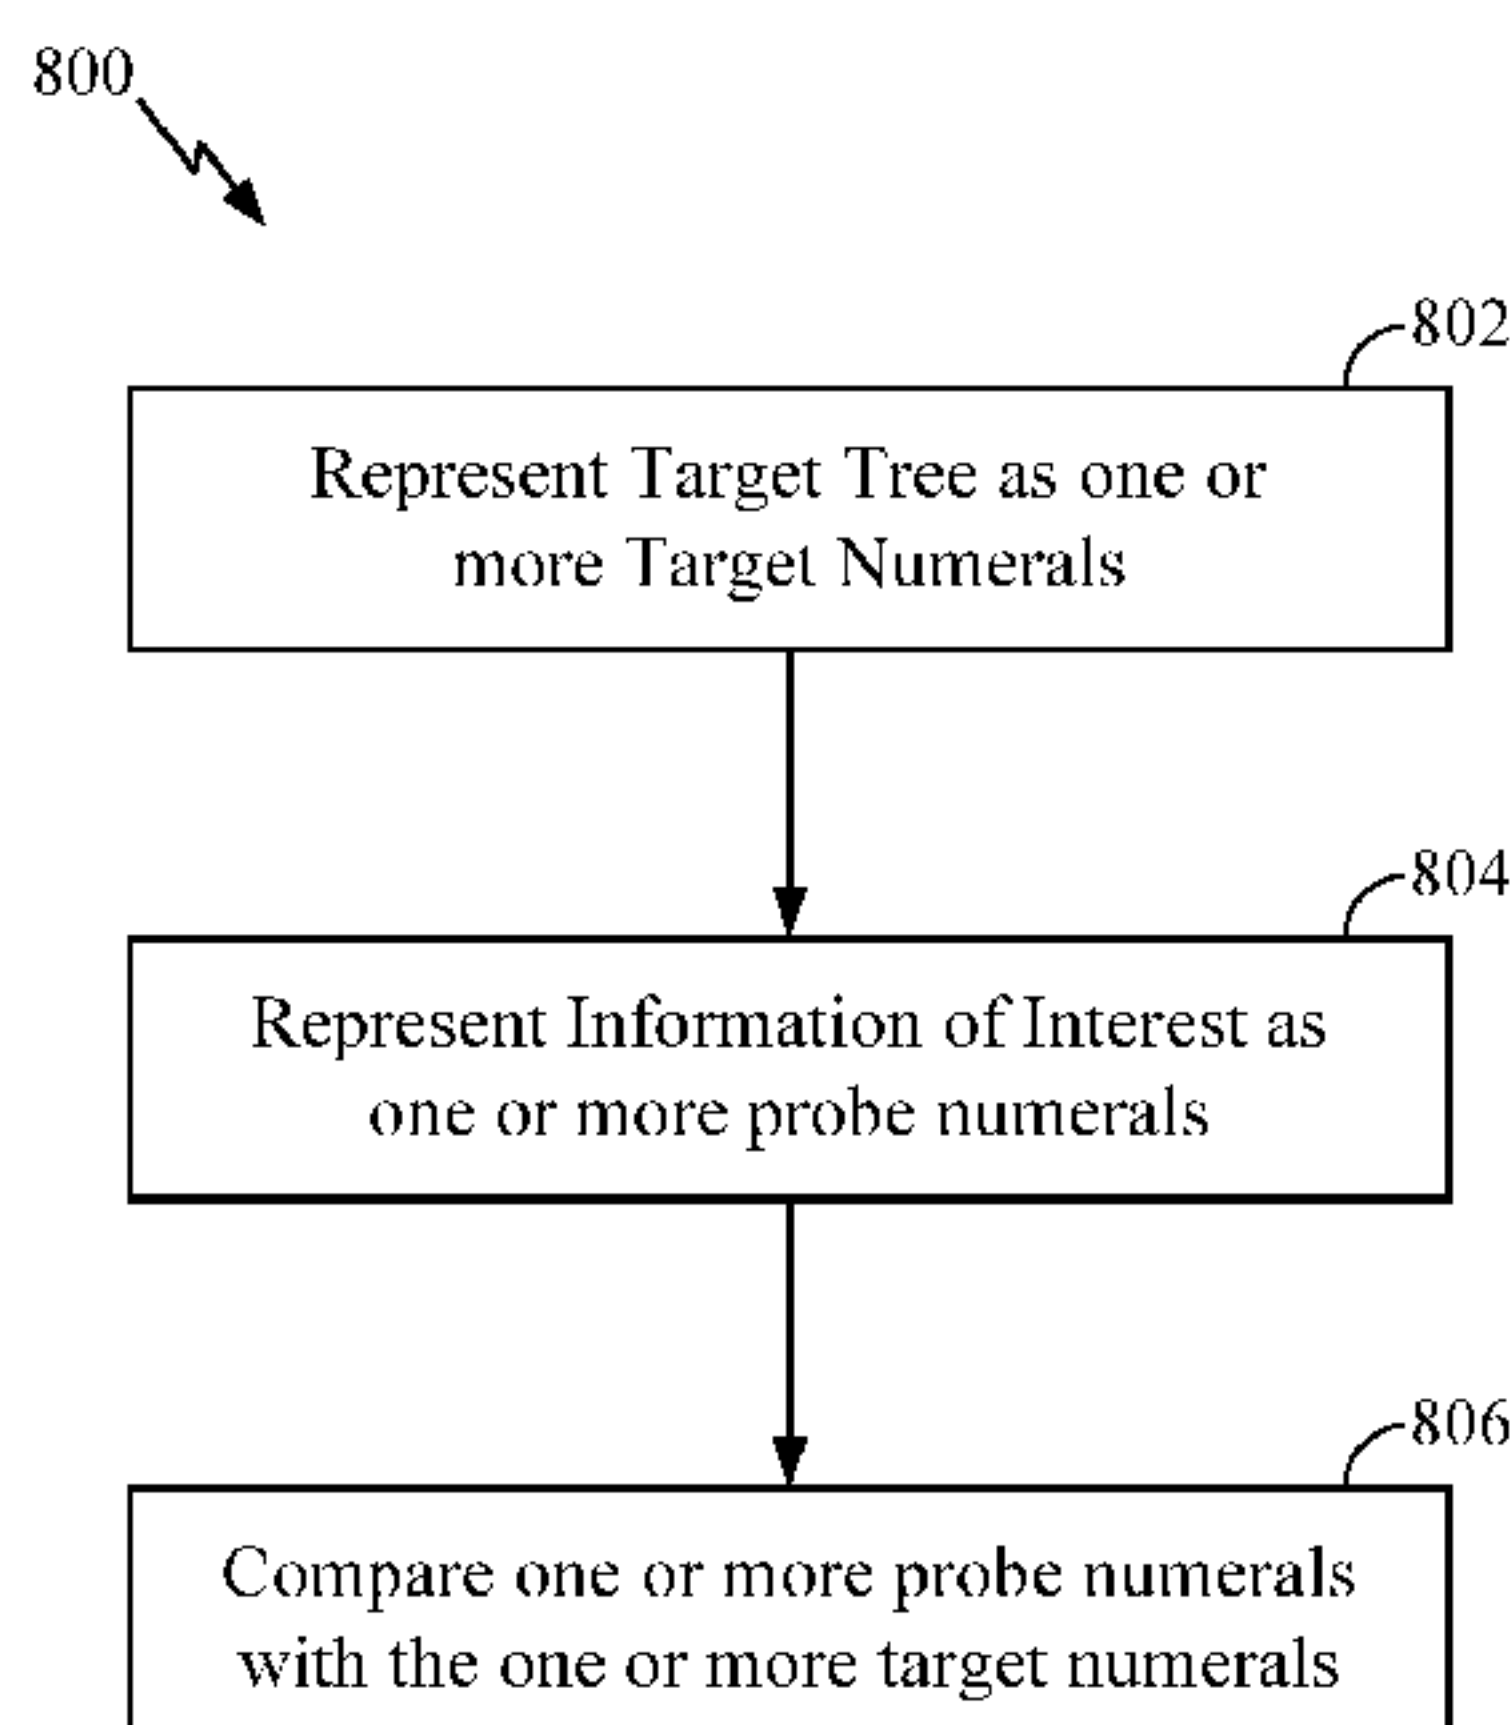 800
802
Represent Target Tree as one or
more Target Numerals
804
Represent Information of Interest as
one or more probe numerals
806
Compare one or more probe numerals
with the one or more target numerals